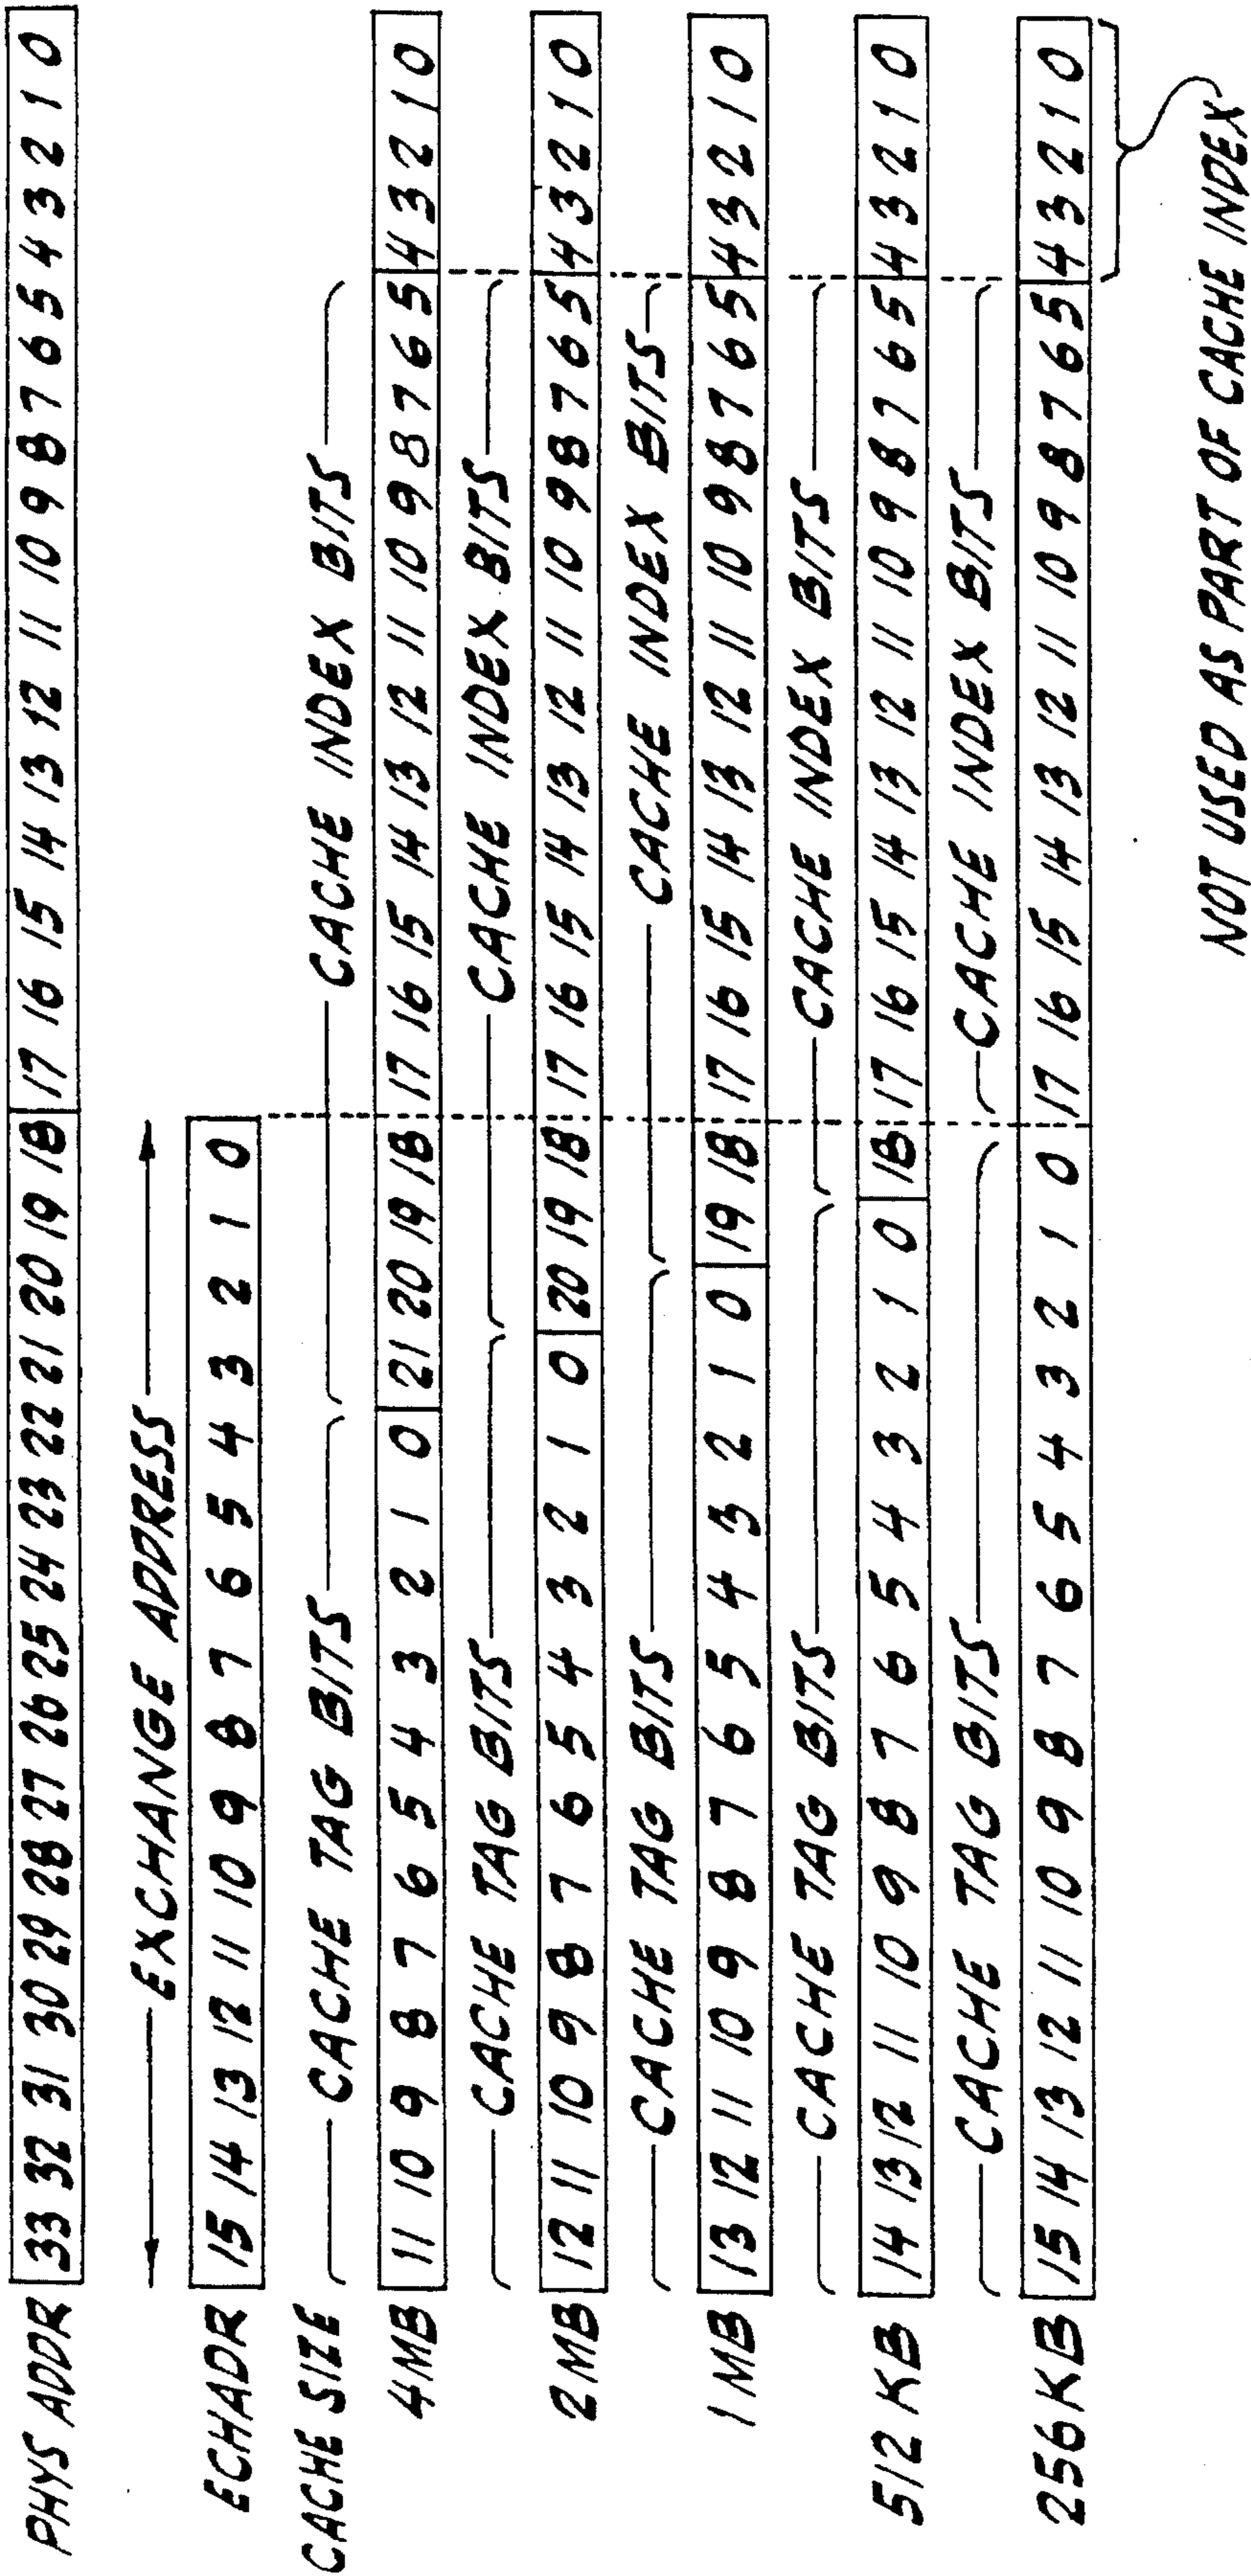 PHYS ADDR 33 32 31 30 29 28 27 26 25 24 23 22 21 20 19 18 17 16 15 14 13 12 11 10 9 8 7 6 5 4 3 2 1 0
EXCHANGE ADDRESS
ECHADR 15 14 13 12 11 10 9 8 7 6 5 4 3 2 1 0
CACHE SIZE CACHE TAG BITS CACHE INDEX BITS
4 MB 11 10 9 8 7 6 5 4 3 2 1 0 21 20 19 18 17 16 15 14 13 12 11 10 9 8 7 6 5 4 3 2 1 0
CACHE TAG BITS CACHE INDEX BITS
2 MB 12 11 10 9 8 7 6 5 4 3 2 1 0 20 19 18 17 16 15 14 13 12 11 10 9 8 7 6 5 4 3 2 1 0
CACHE TAG BITS CACHE INDEX BITS
1 MB 13 12 11 10 9 8 7 6 5 4 3 2 1 0 19 18 17 16 15 14 13 12 11 10 9 8 7 6 5 4 3 2 1 0
CACHE TAG BITS CACHE INDEX BITS
512 KB 14 13 12 11 10 9 8 7 6 5 4 3 2 1 0 18 17 16 15 14 13 12 11 10 9 8 7 6 5 4 3 2 1 0
CACHE TAG BITS CACHE INDEX BITS
256 KB 15 14 13 12 11 10 9 8 7 6 5 4 3 2 1 0 17 16 15 14 13 12 11 10 9 8 7 6 5 4 3 2 1 0
NOT USED AS PART OF CACHE INDEX